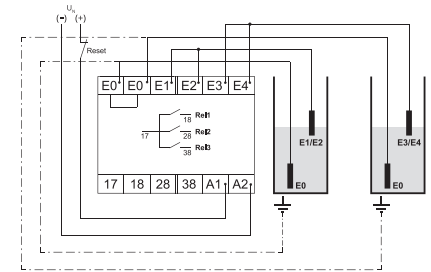 UN
(-) (+)
Reset
E0 E0 E1 E2 E3 E4
18 Rel1
17 28 Rel2
38 Rel3
17 18 28 38 A1 A2
E1/E2
E0
E3/E4
E0